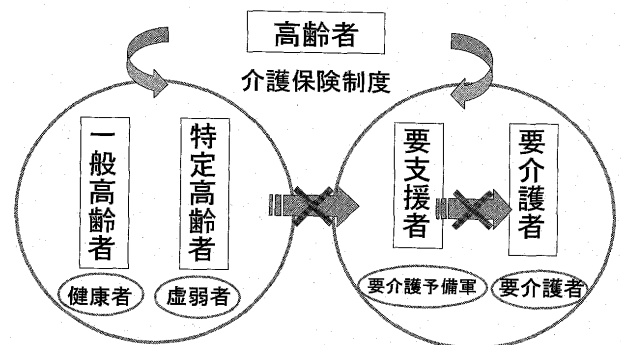 高齢者
介護保険制度
一般高齢者
特定高齢者
要支援者
要介護者
健康者
虚弱者
要介護予備軍
要介護者